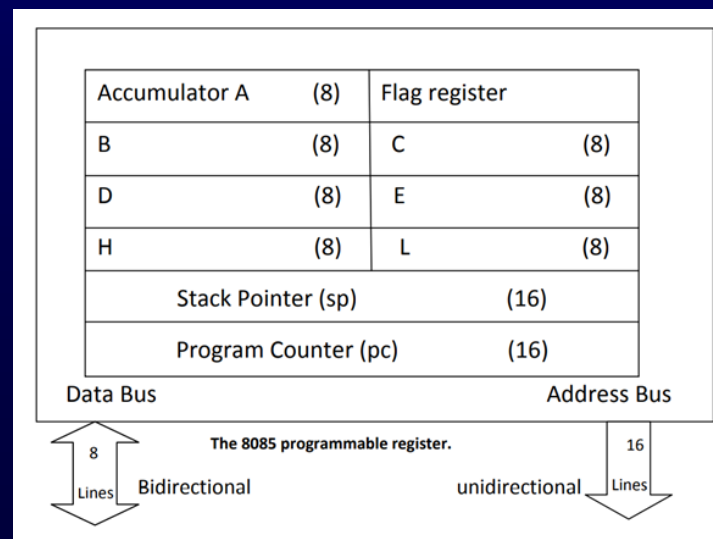 Accumulator A (8) Flag register
B (8) C (8)
D (8) E (8)
H (8) L (8)
Stack Pointer (sp) (16)
Program Counter (pc) (16)
Data Bus Address Bus
The 8085 programmable register.
8 16
Lines Bidirectional unidirectional Lines